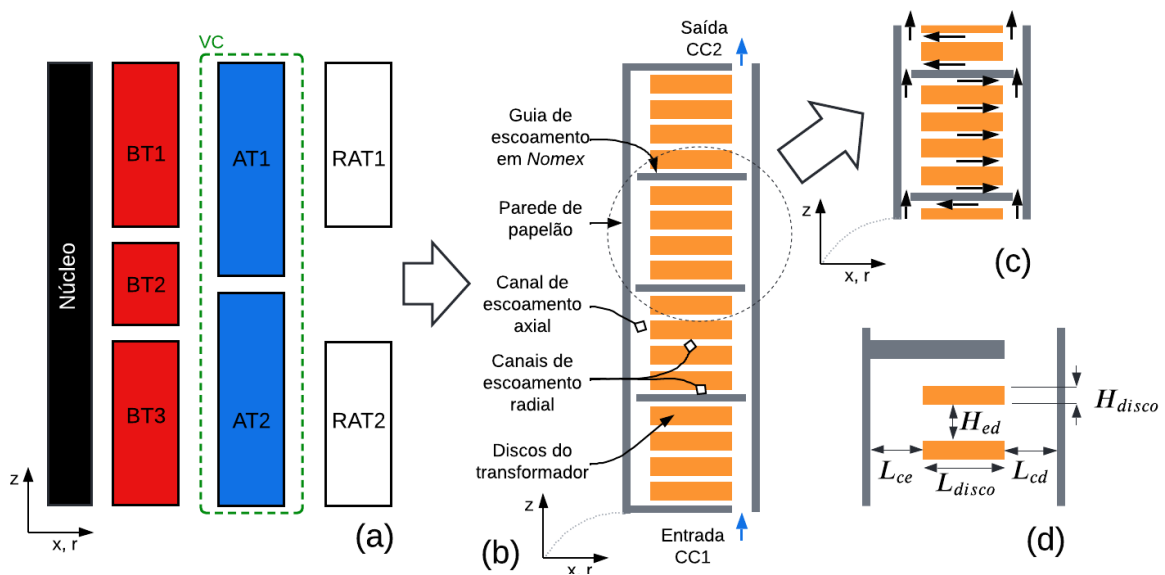 VC
Núcleo
BT1
BT2
BT3
AT1
AT2
RAT1
RAT2
z
x, r
(a)
Saída
CC2
Guia de
escoamento
em Nomex
Parede de
papelão
Canal de
escoamento
axial
Canais de
escoamento
radial
Discos do
transformador
z
x, r
Entrada
CC1
(b)
z
x, r
(c)
H_disco
H_ed
L_ce
L_disco
L_cd
(d)